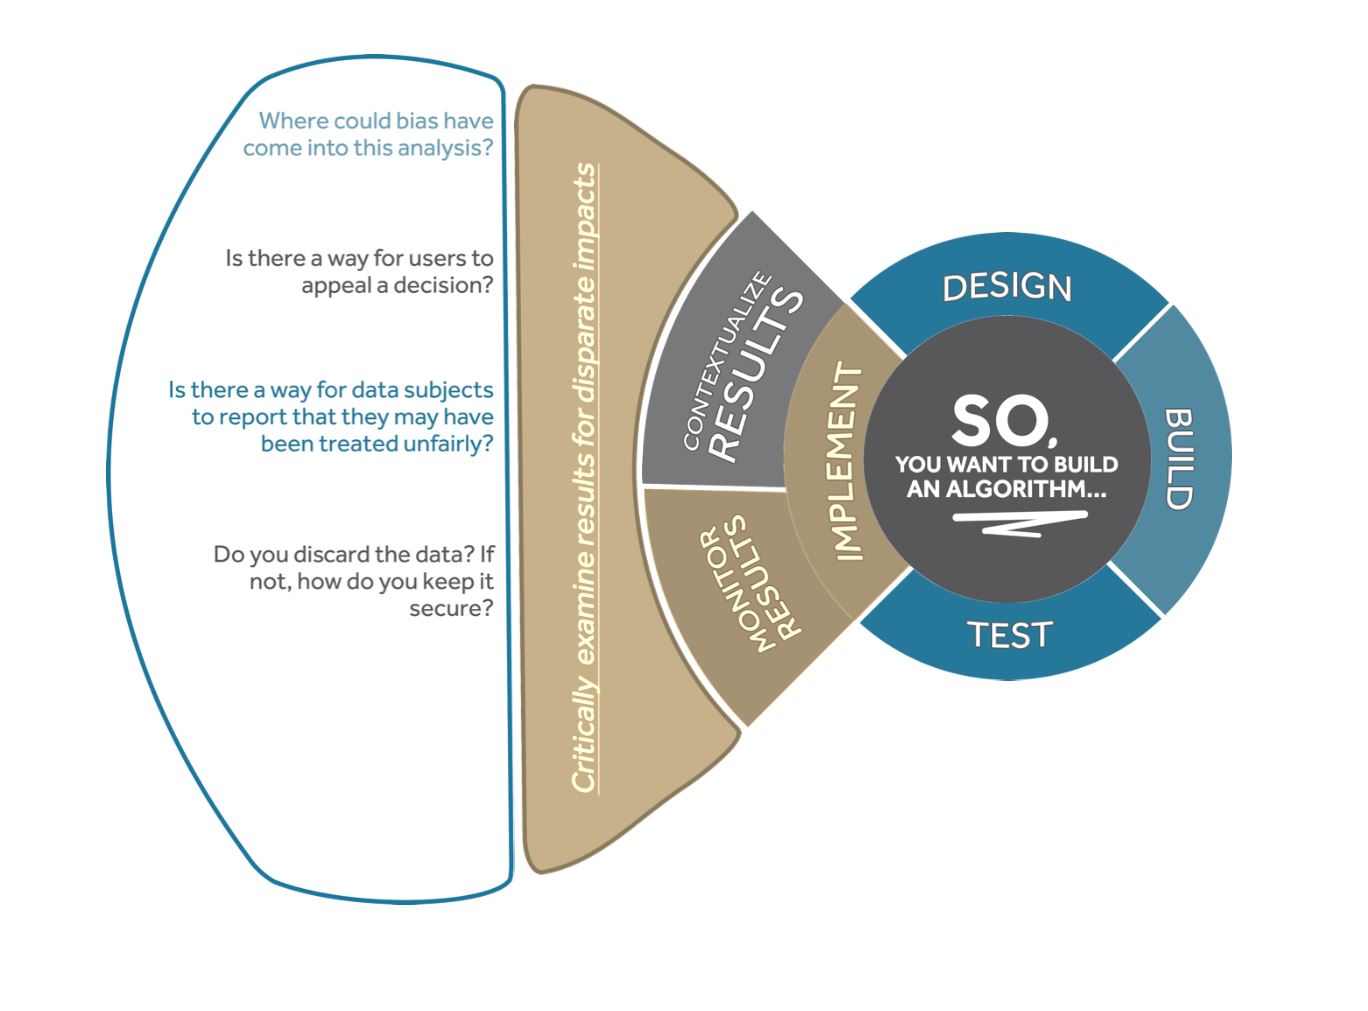 Where could bias have
come into this analysis?
Is there a way for users to
appeal a decision?
Is there a way for data subjects
to report that they may have
been treated unfairly?
Do you discard the data? If
not, how do you keep it
secure?
Critically examine results for disparate impacts
CONTEXTUALIZE
RESULTS
MONITOR
RESULTS
IMPLEMENT
DESIGN
BUILD
TEST
SO,
YOU WANT TO BUILD
AN ALGORITHM...